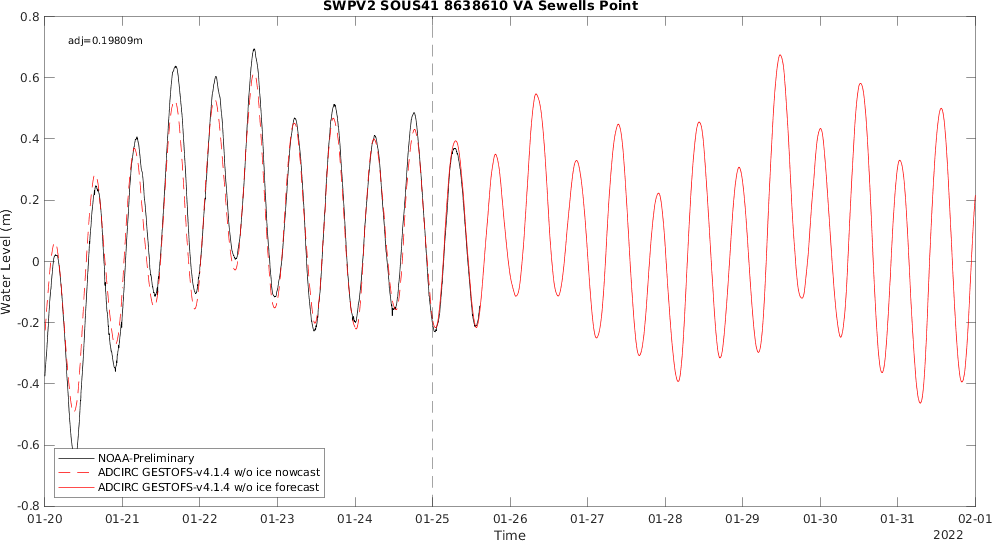 SWPV2 SOUS41 8638610 VA Sewells Point
adj=0.19809m
0.8
0.6
0.4
0.2
0
-0.2
-0.4
-0.6
-0.8
Water Level (m)
NOAA-Preliminary
ADCIRC GESTOFS-v4.1.4 w/o ice nowcast
ADCIRC GESTOFS-v4.1.4 w/o ice forecast
01-20 01-21 01-22 01-23 01-24 01-25 01-26 01-27 01-28 01-29 01-30 01-31 02-01
Time
2022